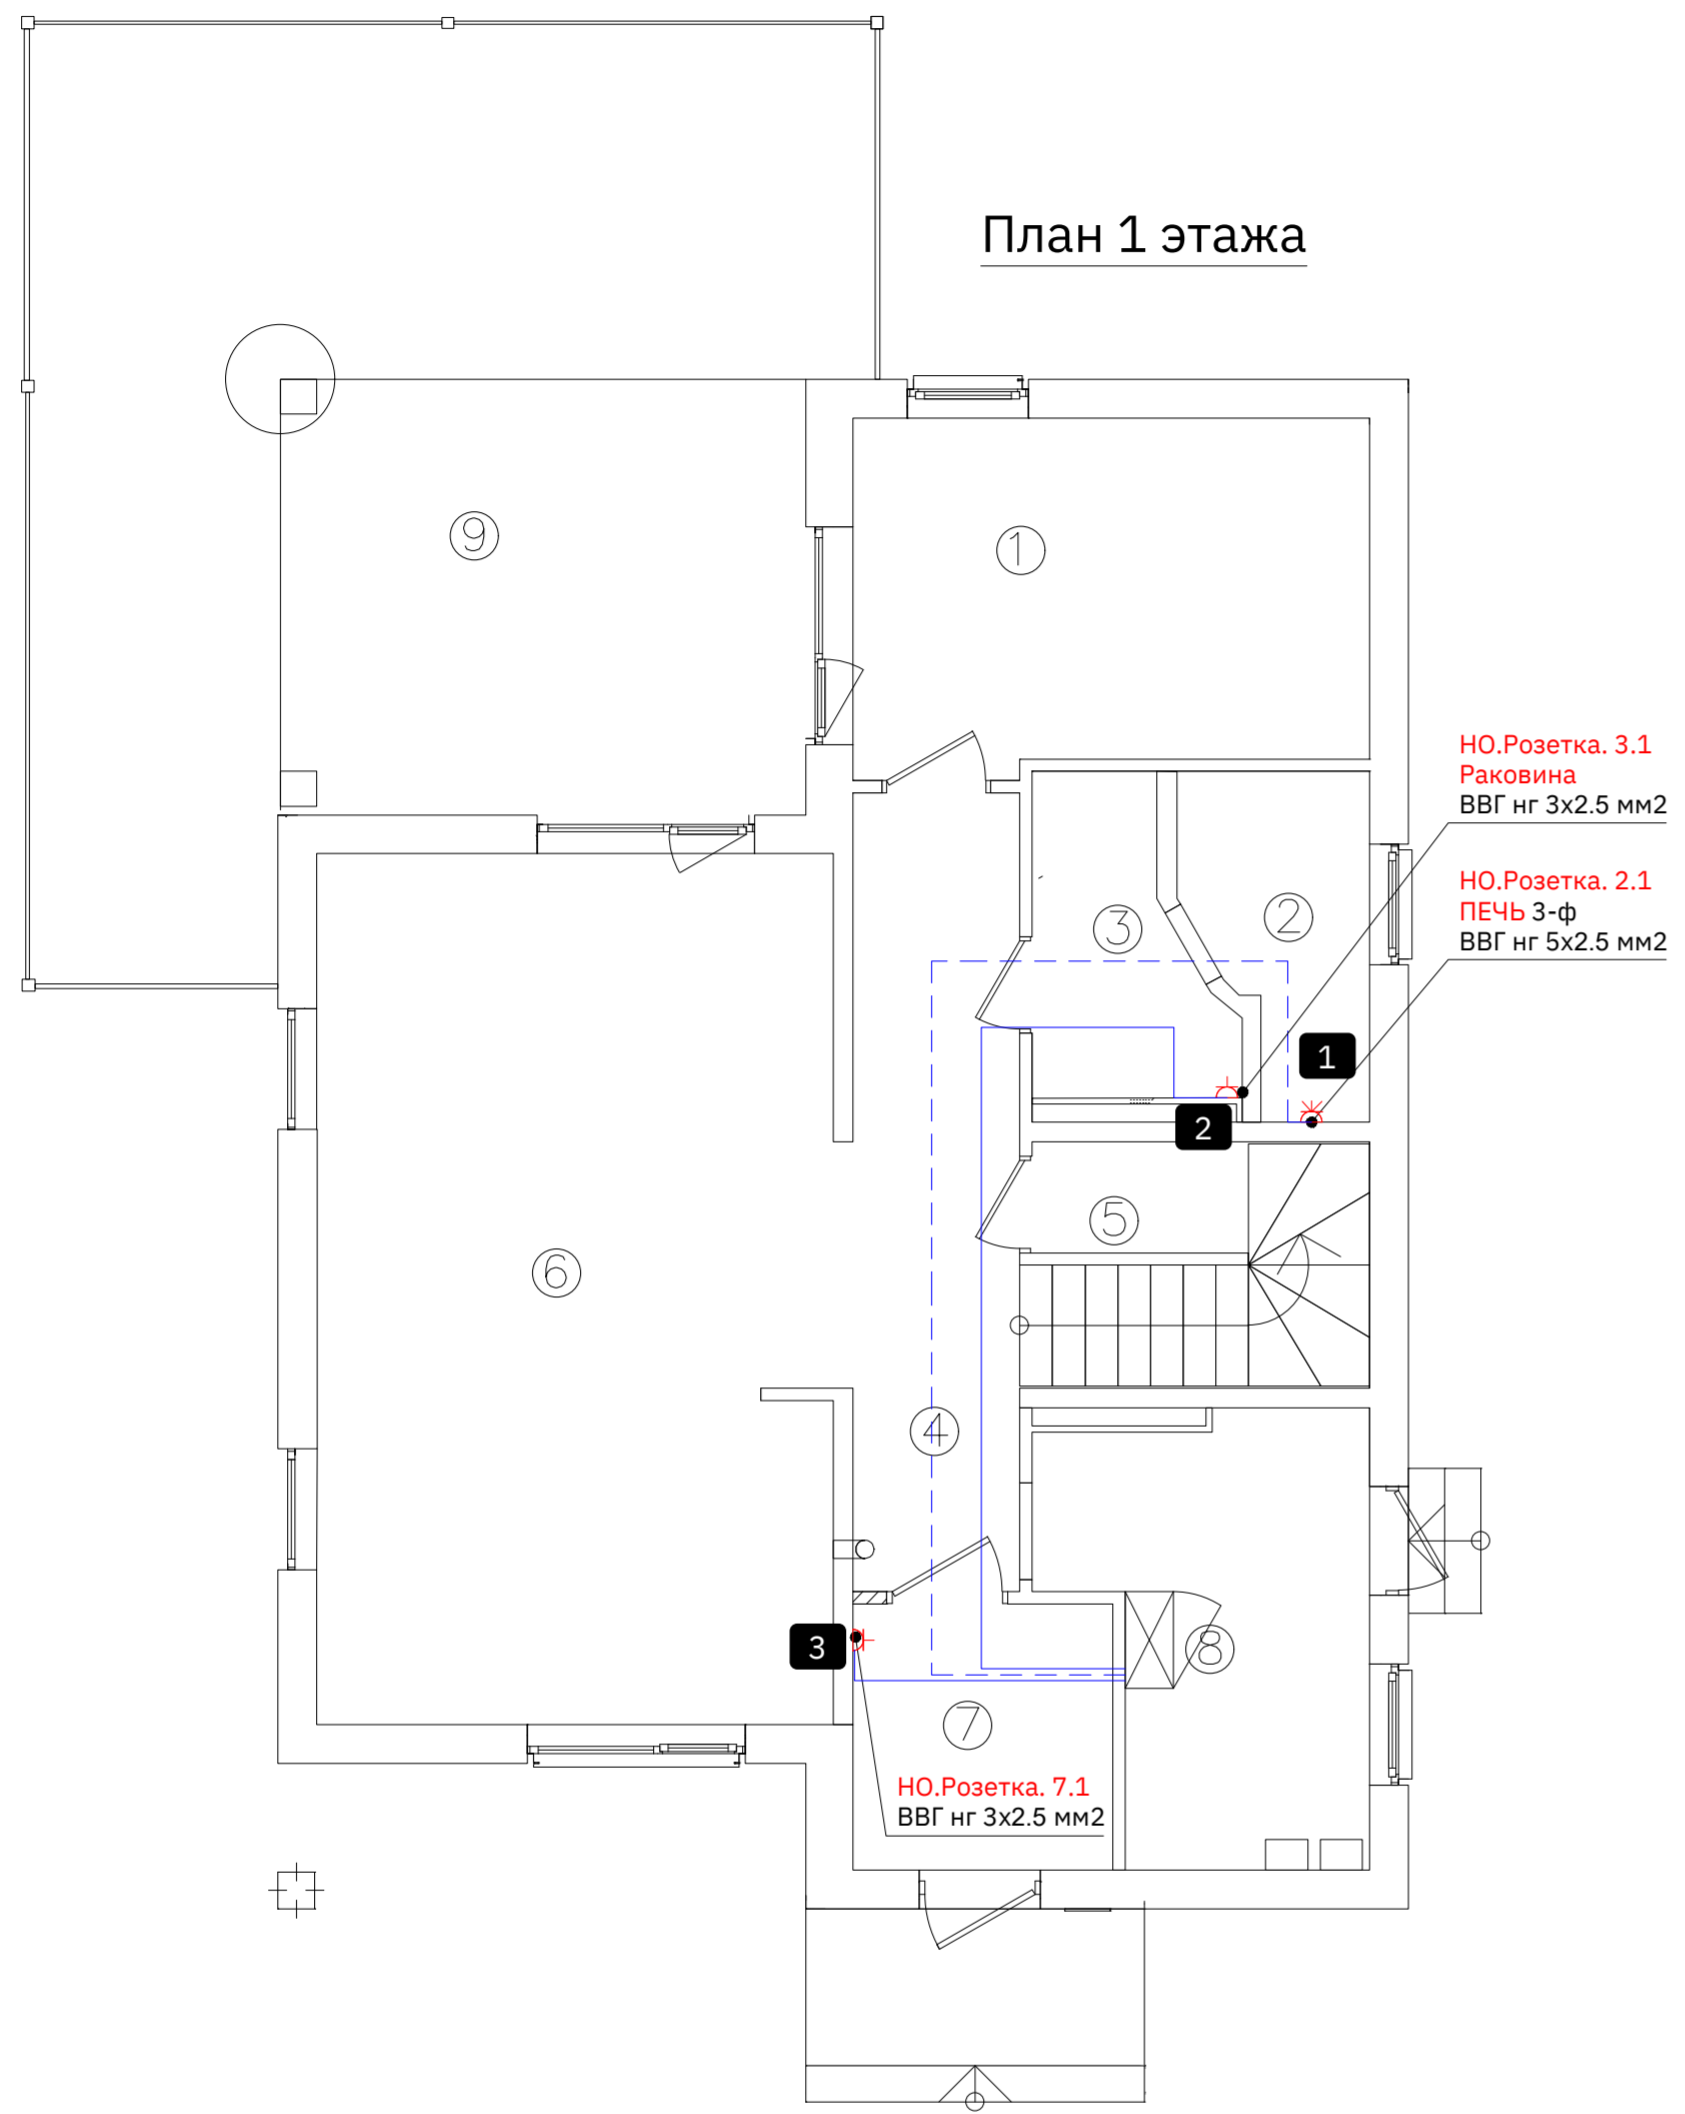 План 1 этажа
9
1
НО.Розетка. 3.1
Раковина
ВВГ нг 3х2.5 мм2
НО.Розетка. 2.1
ПЕЧЬ 3-ф
ВВГ нг 5х2.5 мм2
3
2
1
2
5
6
4
3
8
7
НО.Розетка. 7.1
ВВГ нг 3х2.5 мм2